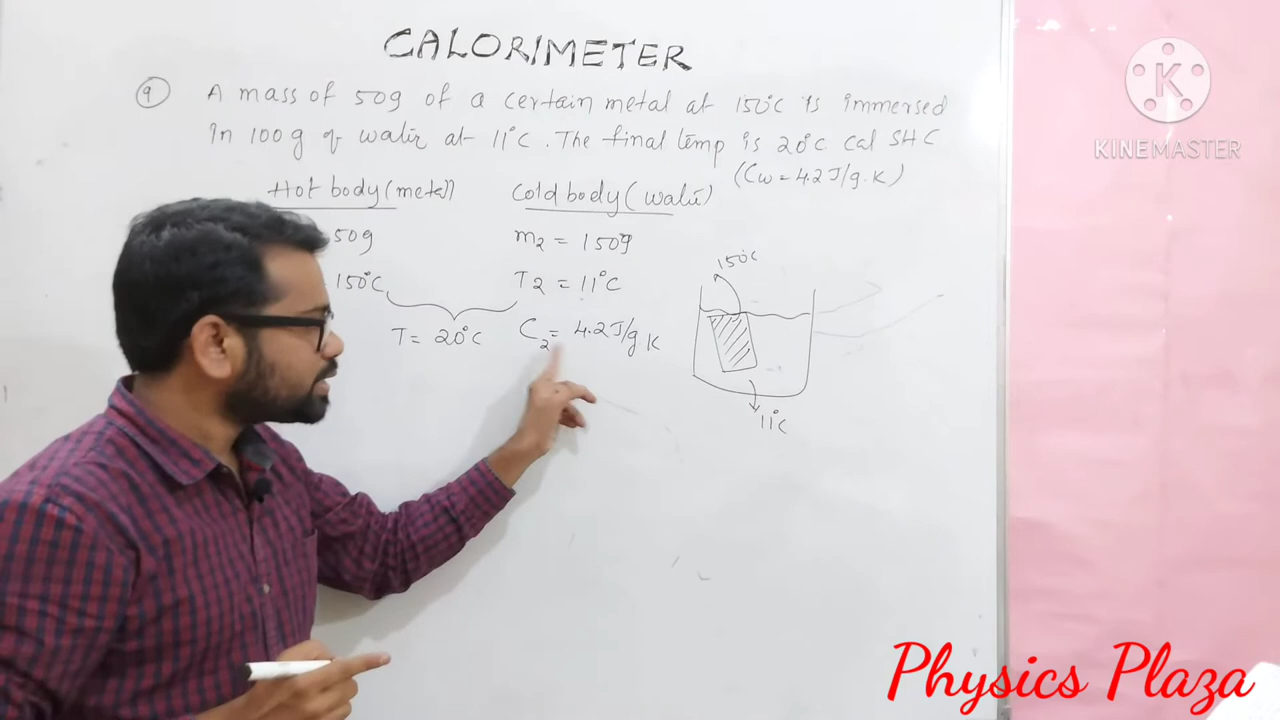 CALORIMETER
9 A mass of 50g of a certain metal at 150°C is immersed
in 100g of water at 11°C. The final temp is 20°C cal SHC
(Cw = 4.2J/g.K)
Hot body (metal) Cold body (water)
50g m2 = 150g
150°C T2 = 11°C
T = 20°C C2 = 4.2J/g K
150°C
11°C
K
KINEMASTER
Physics Plaza